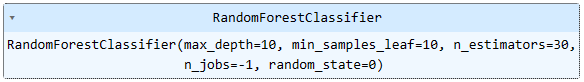 RandomForestClassifier
RandomForestClassifier(max_depth=10, min_samples_leaf=10, n_estimators=30,
n_jobs=-1, random_state=0)